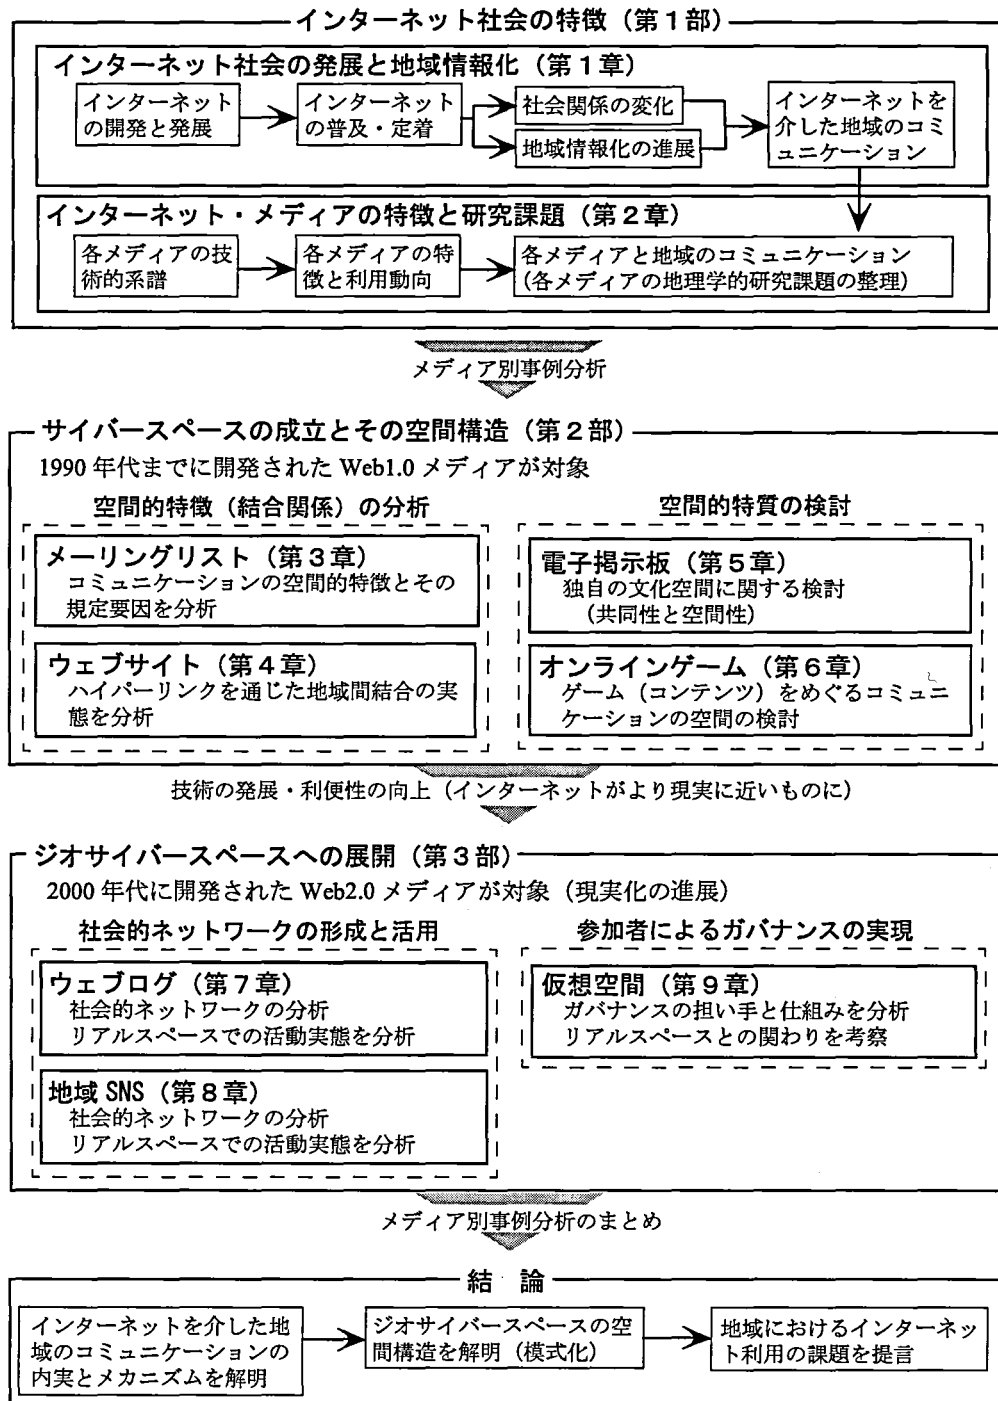 インターネット社会の特徴（第１部）
インターネット社会の発展と地域情報化（第１章）
インターネット
の開発と発展
インターネット
の普及・定着
社会関係の変化
地域情報化の進展
インターネットを
介した地域のコミ
ュニケーション
インターネット・メディアの特徴と研究課題（第２章）
各メディアの技
術的系譜
各メディアの特
徴と利用動向
各メディアと地域のコミュニケーション
（各メディアの地理学的研究課題の整理）
メディア別事例分析
サイバースペースの成立とその空間構造（第２部）
1990 年代までに開発された Web1.0 メディアが対象
空間的特徴（結合関係）の分析
メーリングリスト（第３章）
コミュニケーションの空間的特徴とその
規定要因を分析
ウェブサイト（第４章）
ハイパーリンクを通じた地域間結合の実
態を分析
空間的特質の検討
電子掲示板（第５章）
独自の文化空間に関する検討
（共同性と空間性）
オンラインゲーム（第６章）
ゲーム（コンテンツ）をめぐるコミュニ
ケーションの空間の検討
技術の発展・利便性の向上（インターネットがより現実に近いものに）
ジオサイバースペースへの展開（第３部）
2000 年代に開発された Web2.0 メディアが対象（現実化の進展）
社会的ネットワークの形成と活用
ウェブログ（第７章）
社会的ネットワークの分析
リアルスペースでの活動実態を分析
地域 SNS（第８章）
社会的ネットワークの分析
リアルスペースでの活動実態を分析
参加者によるガバナンスの実現
仮想空間（第９章）
ガバナンスの担い手と仕組みを分析
リアルスペースとの関わりを考察
メディア別事例分析のまとめ
結　論
インターネットを介した地
域のコミュニケーションの
内実とメカニズムを解明
ジオサイバースペースの空
間構造を解明（模式化）
地域におけるインターネッ
ト利用の課題を提言